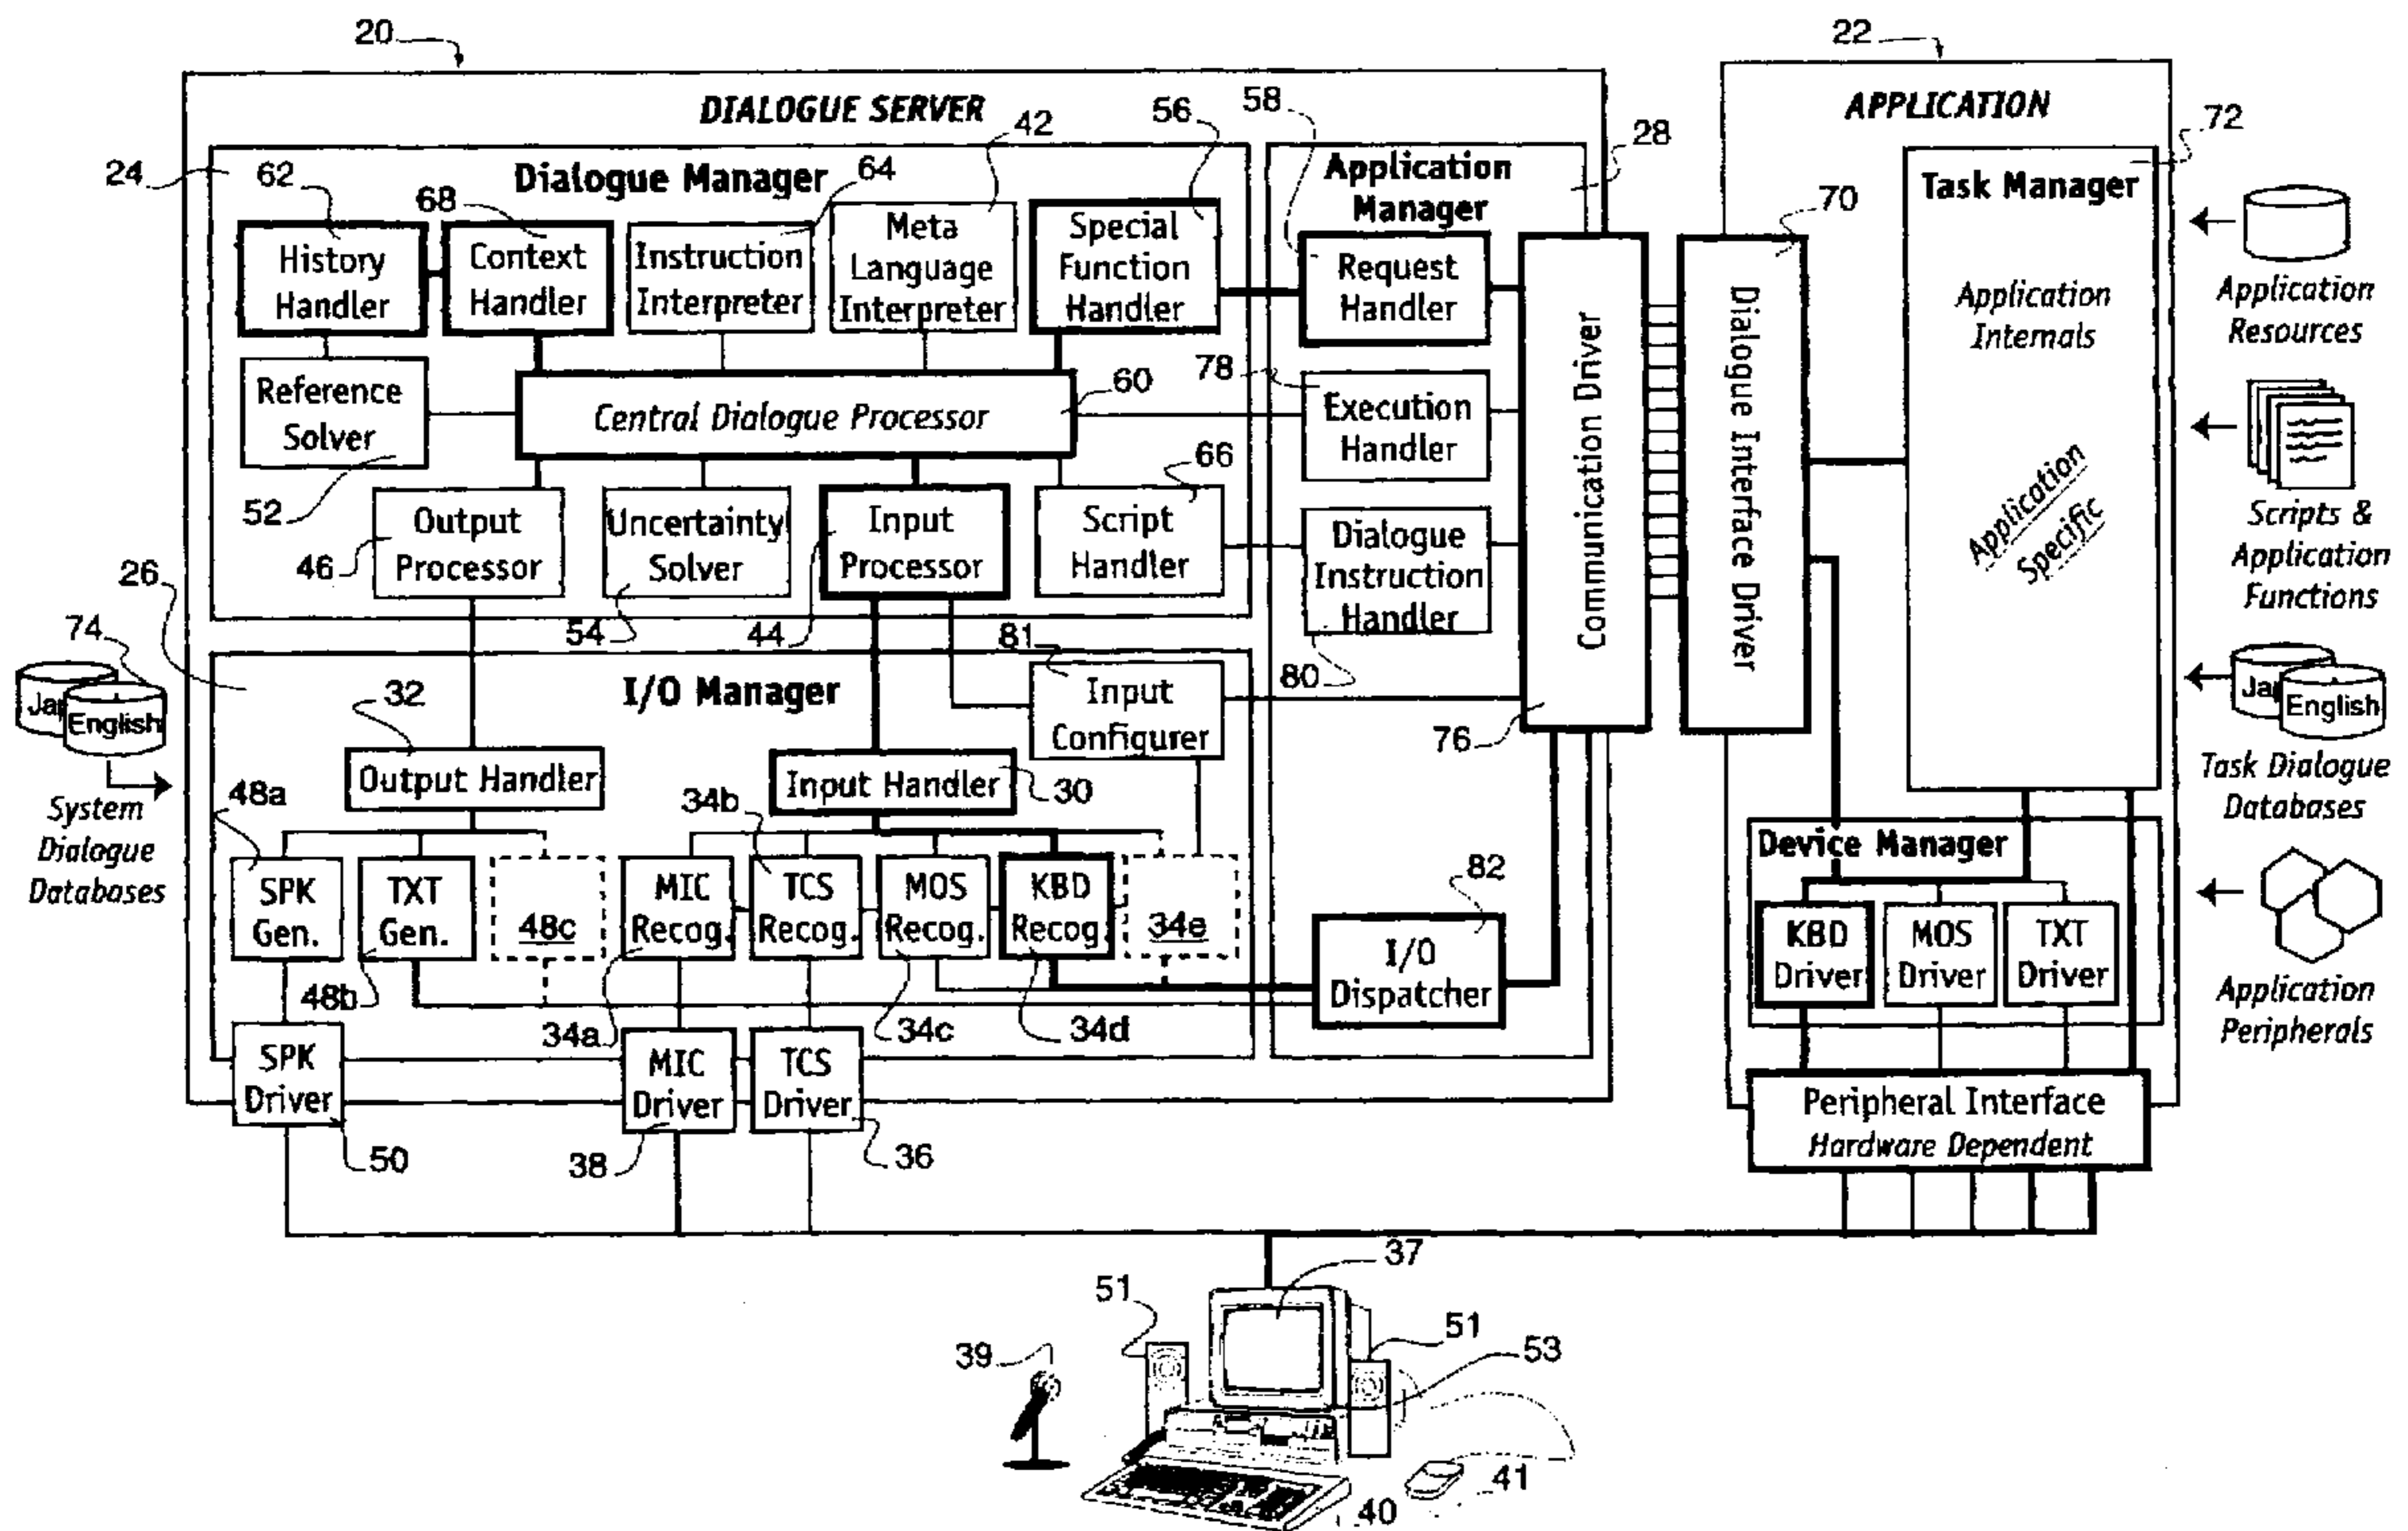 20
22
DIALOGUE SERVER
APPLICATION
24
62
68
Dialogue Manager
64
42
56
58
Application
Manager
28
72
70
Task Manager
History
Handler
Context
Handler
Instruction
Interpreter
Meta
Language
Interpreter
Special
Function
Handler
Request
Handler
Application
Internals
Application
Resources
Reference
Solver
52
Central Dialogue Processor
60
78
Execution
Handler
Communication Driver
Dialogue Interface Driver
Application
Specific
Scripts &
Application
Functions
46
Output
Processor
Uncertainty
Solver
54
Input
Processor
44
66
Script
Handler
Dialogue
Instruction
Handler
80
26
74
English
System
Dialogue
Databases
I/O Manager
81
Input
Configurer
76
English
Task Dialogue
Databases
32
Output Handler
Input Handler
30
48a
34b
SPK
Gen.
TXT
Gen.
48b
48c
MIC
Recog.
TCS
Recog.
MOS
Recog.
KBD
Recog.
34e
34a
34c
34d
82
I/O
Dispatcher
Device Manager
KBD
Driver
MOS
Driver
TXT
Driver
Application
Peripherals
SPK
Driver
50
MIC
Driver
38
TCS
Driver
36
Peripheral Interface
Hardware Dependent
37
51
51
53
39
41
40